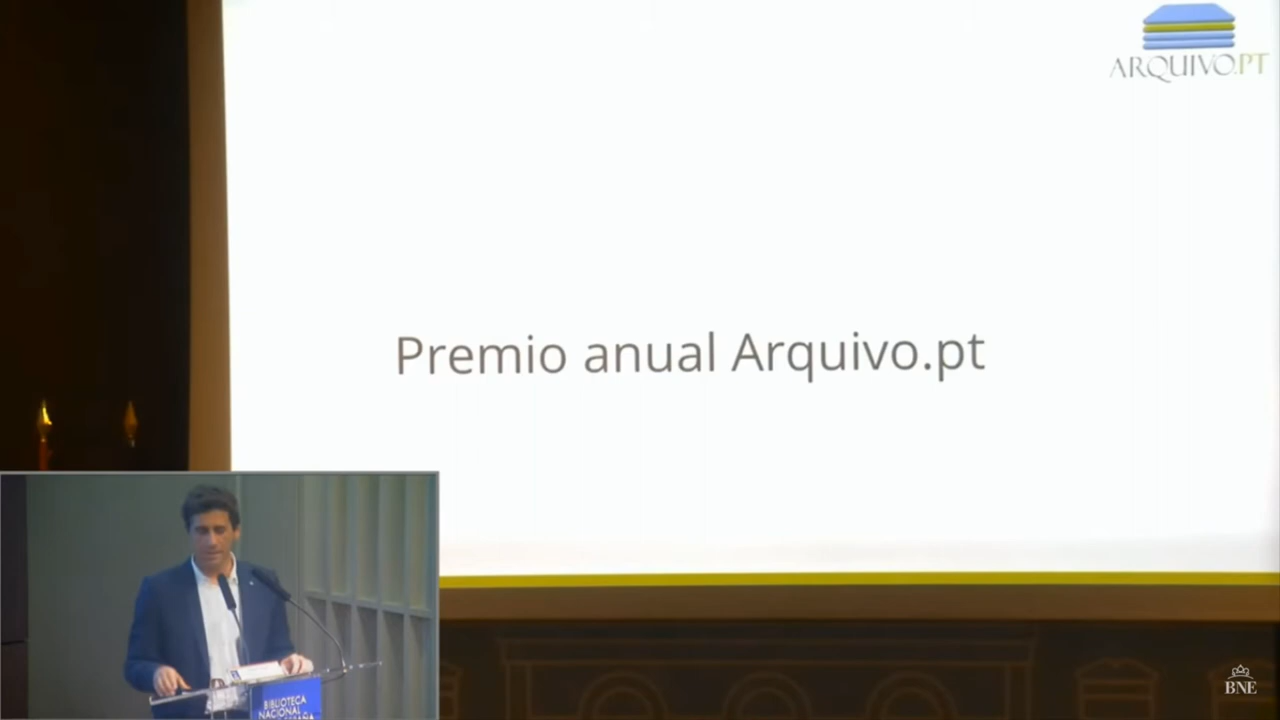 ARQUIVO.PT
Premio anual Arquivo.pt
BIBLIOTECA
NACIONAL
BNE